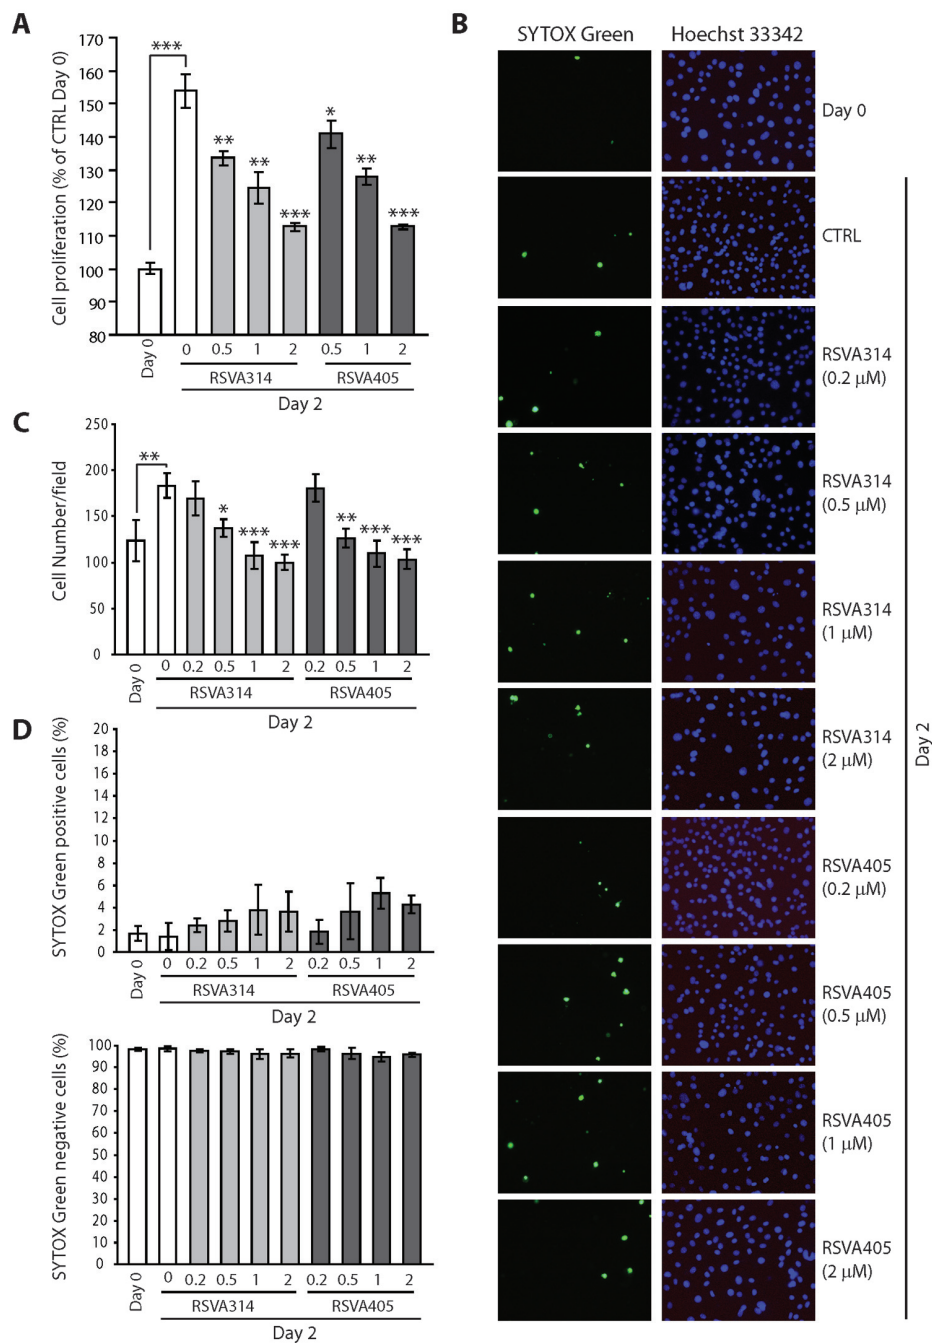 A
Cell proliferation (% of CTRL Day 0)
170
160
150
140
130
120
110
100
90
80
***
**
**
***
*
**
***
Day 0
0 0.5 1 2 0.5 1 2
RSVA314 RSVA405
Day 2
B
SYTOX Green Hoechst 33342
Day 0
CTRL
RSVA314
(0.2 μM)
RSVA314
(0.5 μM)
RSVA314
(1 μM)
RSVA314
(2 μM)
RSVA405
(0.2 μM)
RSVA405
(0.5 μM)
RSVA405
(1 μM)
RSVA405
(2 μM)
Day 2
C
Cell Number/field
250
200
150
100
50
0
**
*
***
***
**
***
***
Day 0
0 0.2 0.5 1 2 0.2 0.5 1 2
RSVA314 RSVA405
Day 2
D
SYTOX Green positive cells (%)
20
18
16
14
12
10
8
6
4
2
0
Day 0
0 0.2 0.5 1 2 0.2 0.5 1 2
RSVA314 RSVA405
Day 2
SYTOX Green negative cells (%)
100
90
80
70
60
50
40
30
20
10
0
Day 0
0 0.2 0.5 1 2 0.2 0.5 1 2
RSVA314 RSVA405
Day 2